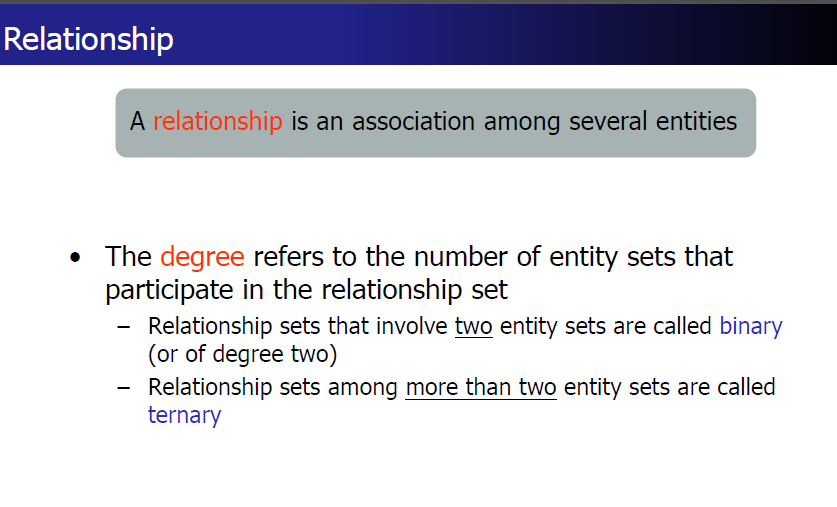 Relationship
A relationship is an association among several entities
• The degree refers to the number of entity sets that
participate in the relationship set
– Relationship sets that involve two entity sets are called binary
(or of degree two)
– Relationship sets among more than two entity sets are called
ternary